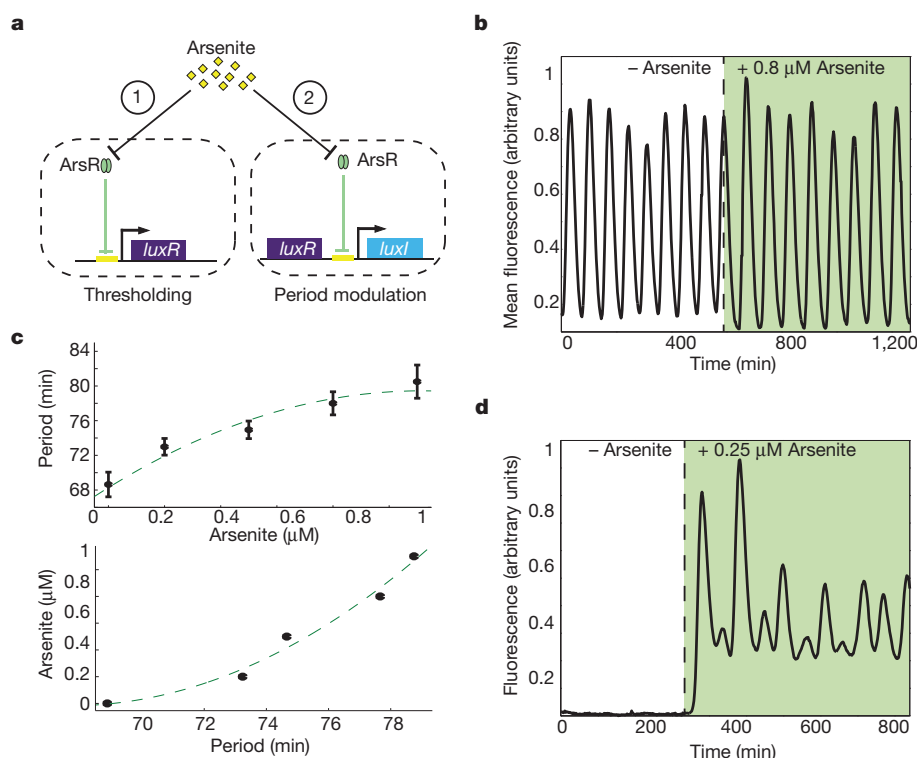 a
Arsenite
1
2
ArsR
ArsR
luxR
luxR
luxI
Thresholding
Period modulation
b
– Arsenite
+ 0.8 μM Arsenite
Mean fluorescence (arbitrary units)
1
0.8
0.6
0.4
0.2
0
400
800
1,200
Time (min)
c
Period (min)
84
80
76
72
68
0
0.2
0.4
0.6
0.8
1
Arsenite (μM)
Arsenite (μM)
1
0.8
0.6
0.4
0.2
0
70
72
74
76
78
Period (min)
d
– Arsenite
+ 0.25 μM Arsenite
Fluorescence (arbitrary units)
1
0.8
0.6
0.4
0.2
0
200
400
600
800
Time (min)